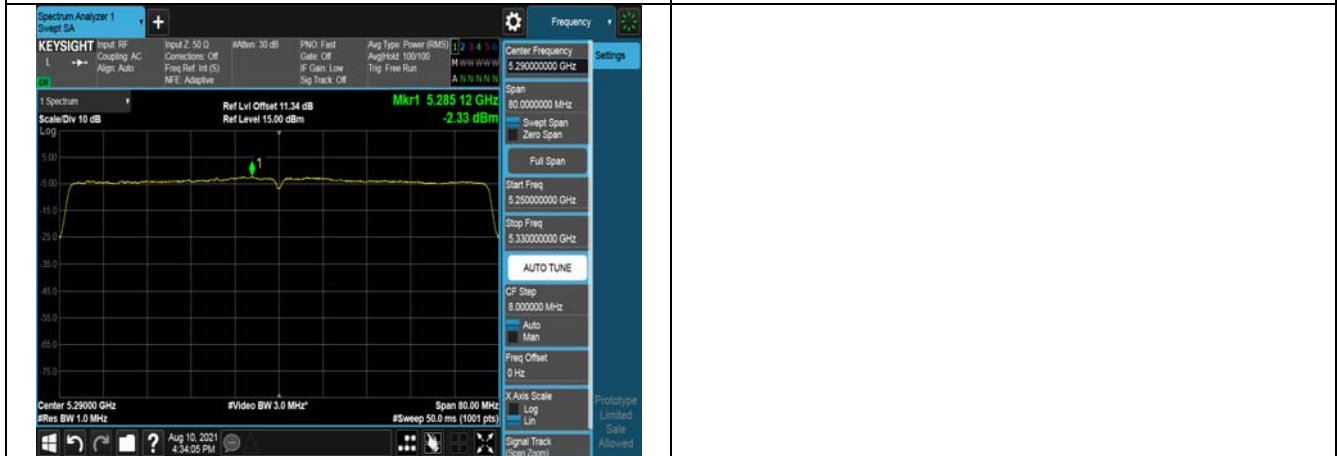 Spectrum Analyzer 1
Swept SA
+
Frequency
KEYSIGHT
L
Input: RF
Coupling: AC
Align: Auto
Input Z: 50 Ω
Corrections: Off
Freq Ref: Int (S)
NFE: Adaptive
#Atten: 30 dB
PNO: Fast
Gate: Off
IF Gain: Low
Sig Track: Off
Avg Type: Power (RMS)
Avg|Hold: 100/100
Trig: Free Run
1 2 3 4 5 6
M W W W W W
A N N N N N
1 Spectrum
Scale/Div 10 dB
Log
Ref Lvl Offset 11.34 dB
Ref Level 15.00 dBm
Mkr1 5.285 12 GHz
-2.33 dBm
1
5.00
-5.00
-15.0
-25.0
-35.0
-45.0
-55.0
-65.0
-75.0
Center 5.29000 GHz
#Res BW 1.0 MHz
#Video BW 3.0 MHz*
Span 80.00 MHz
#Sweep 50.0 ms (1001 pts)
Center Frequency
5.290000000 GHz
Settings
Span
80.0000000 MHz
Swept Span
Zero Span
Full Span
Start Freq
5.250000000 GHz
Stop Freq
5.330000000 GHz
AUTO TUNE
CF Step
8.000000 MHz
Auto
Man
Freq Offset
0 Hz
X Axis Scale
Log
Lin
Signal Track
(Span Zoom)
Prototype
Limited
Sale
Allowed
?
Aug 10, 2021
4:34:05 PM